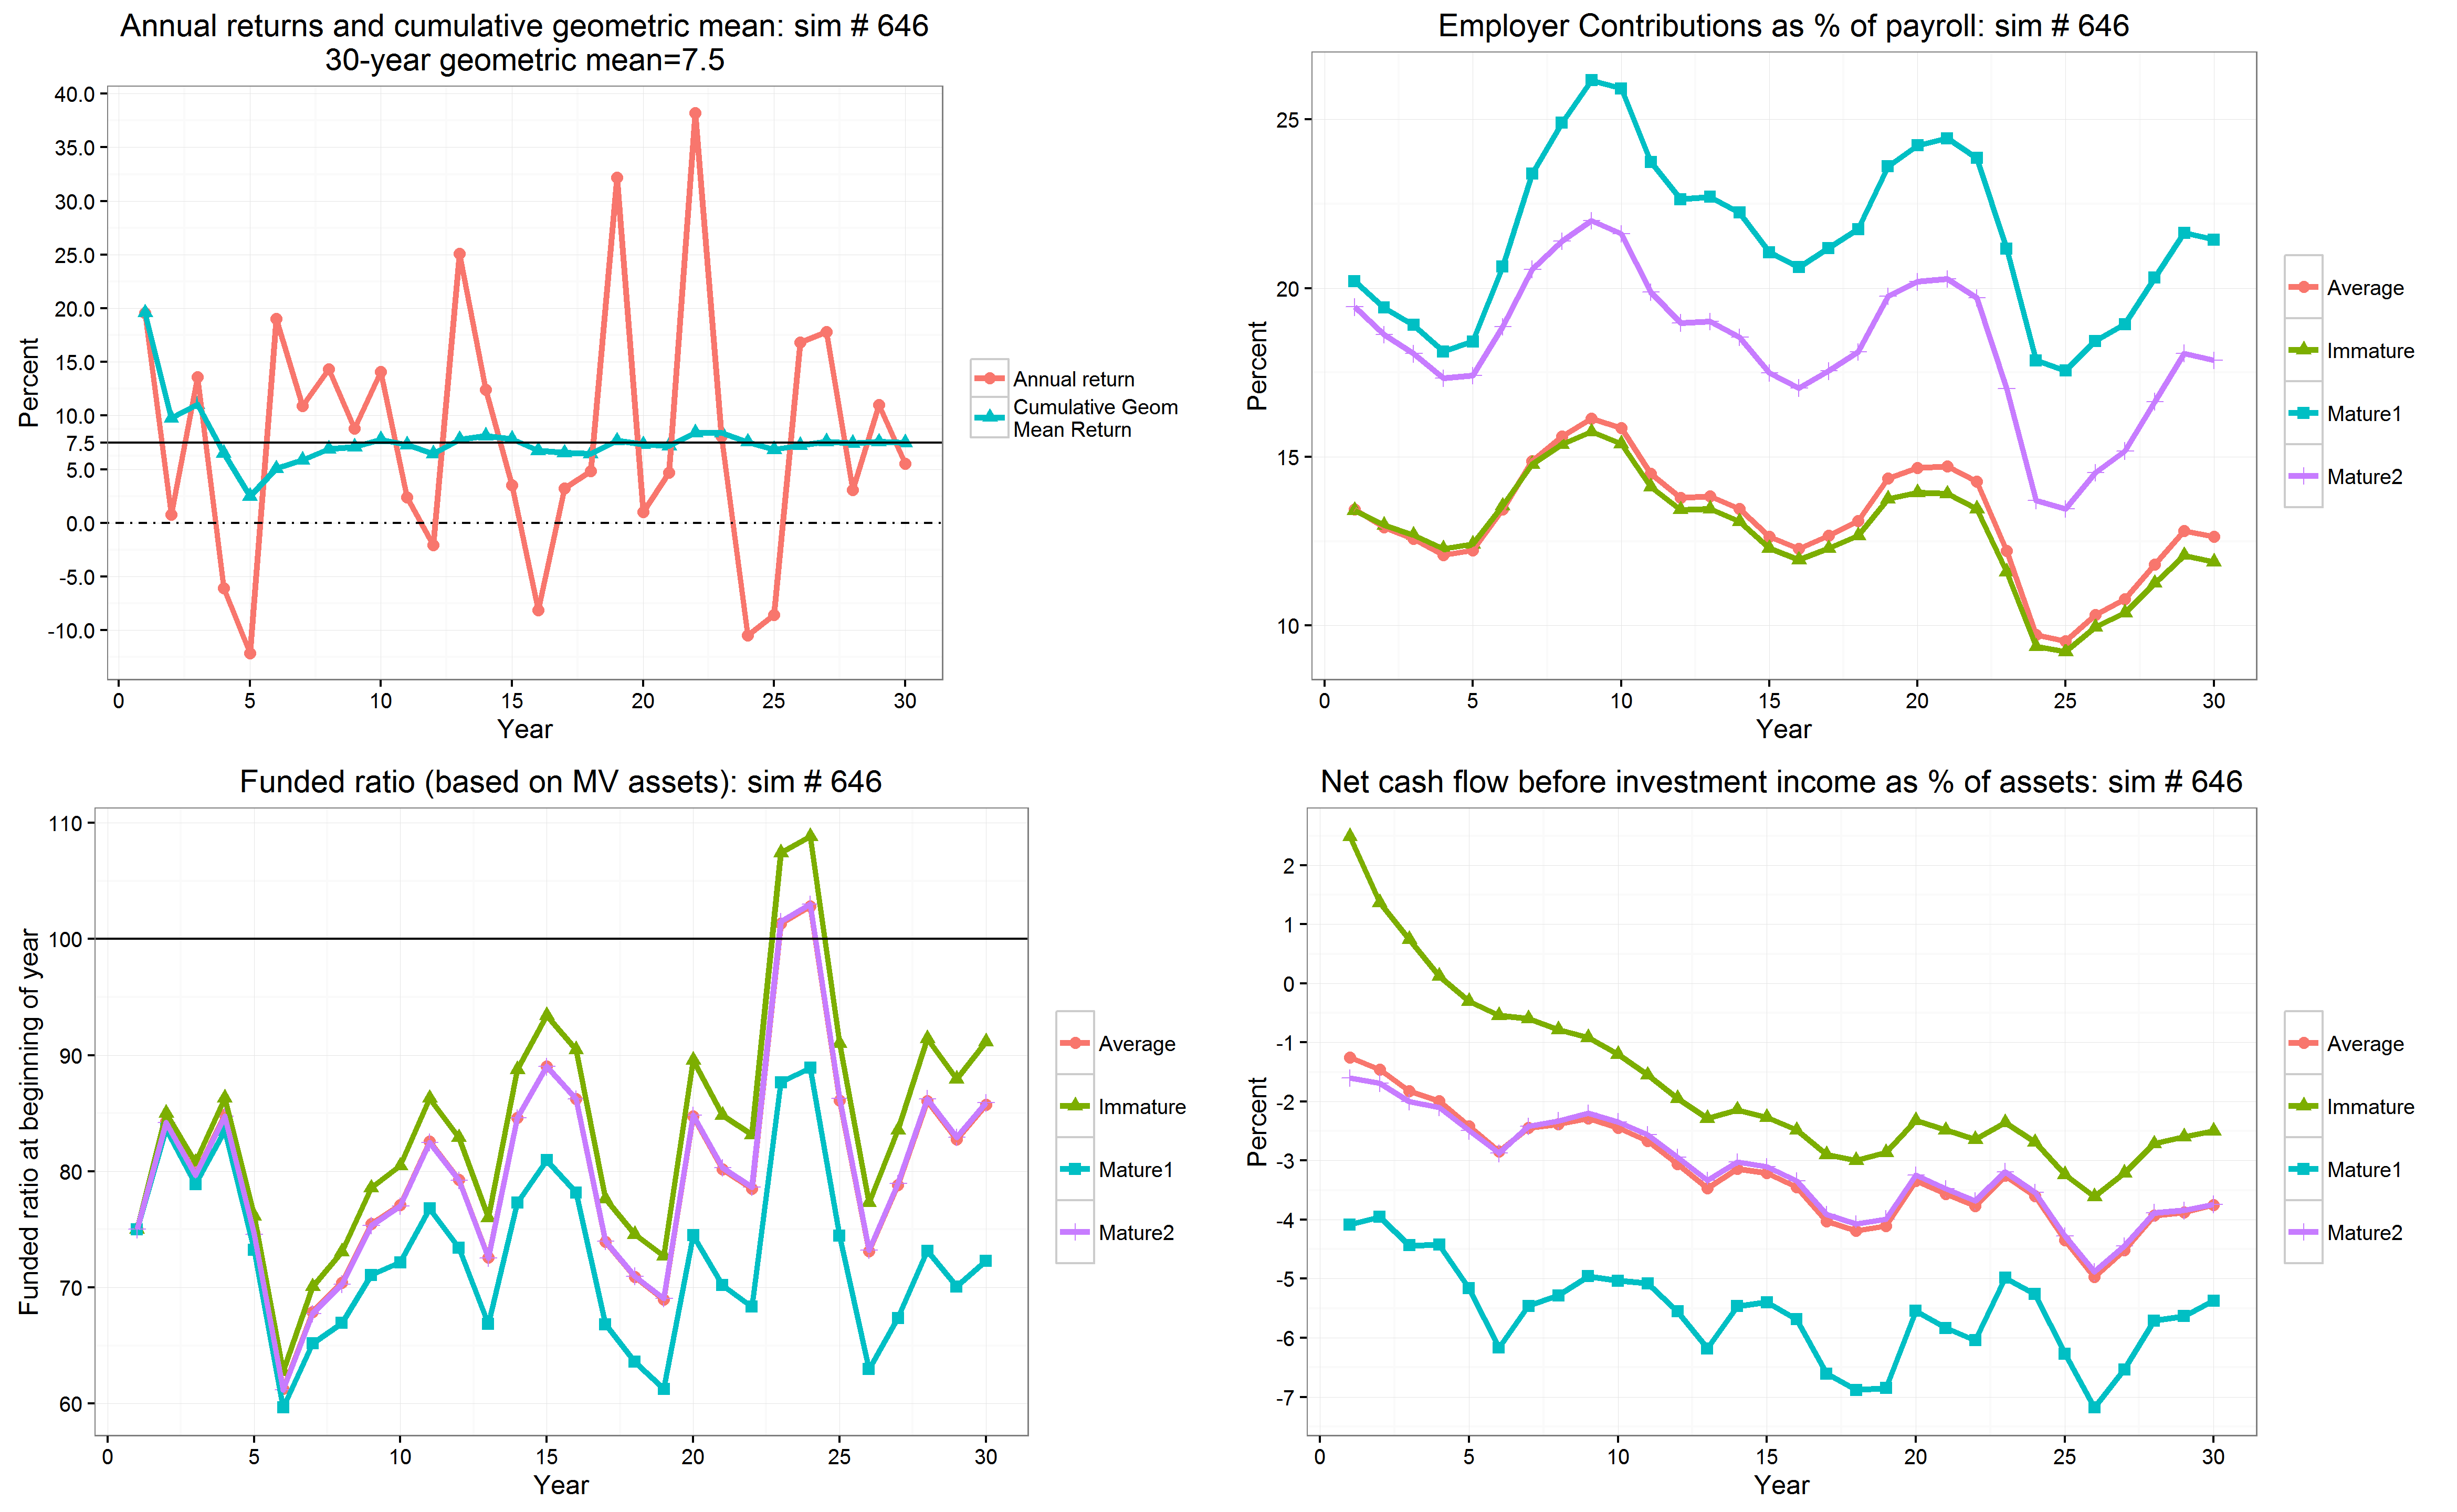 Annual returns and cumulative geometric mean: sim # 646
30-year geometric mean=7.5
40.0
35.0
30.0
25.0
20.0
15.0
10.0
7.5
5.0
0.0
-5.0
-10.0
Percent
0 5 10 15 20 25 30
Year
Annual return
Cumulative Geom
Mean Return
Employer Contributions as % of payroll: sim # 646
25
20
15
10
Percent
0 5 10 15 20 25 30
Year
Average
Immature
Mature1
Mature2
Funded ratio (based on MV assets): sim # 646
110
100
90
80
70
60
Funded ratio at beginning of year
0 5 10 15 20 25 30
Year
Average
Immature
Mature1
Mature2
Net cash flow before investment income as % of assets: sim # 646
2
1
0
-1
-2
-3
-4
-5
-6
-7
Percent
0 5 10 15 20 25 30
Year
Average
Immature
Mature1
Mature2